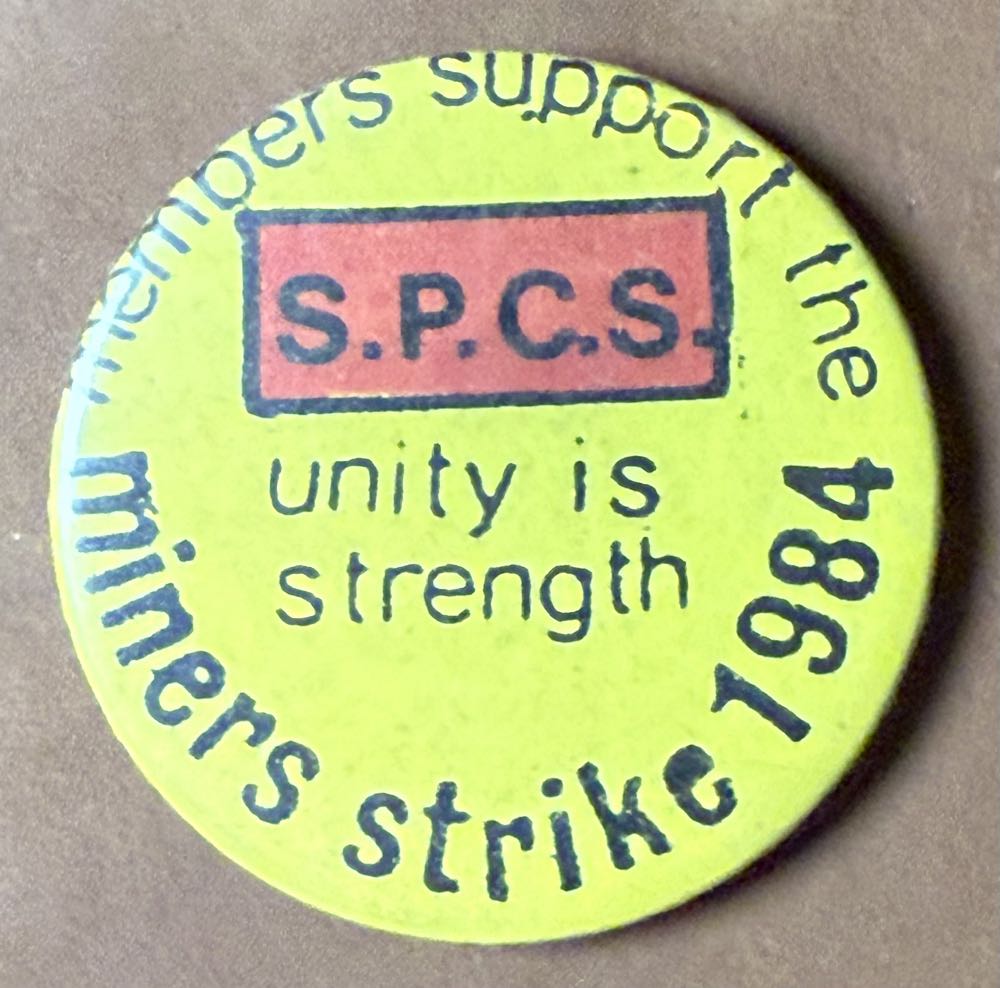 members support the
S.P.C.S.
unity is
strength
miners strike 1984